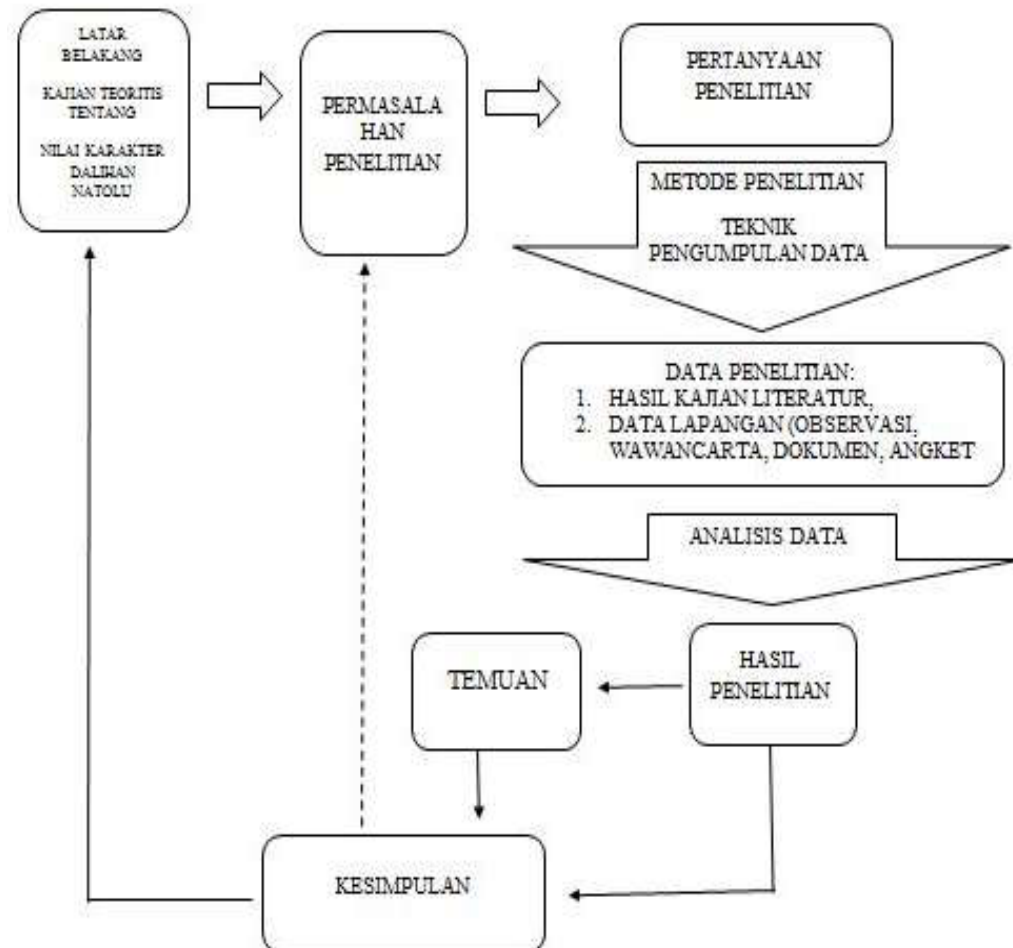 LATAR
BELAKANG
KAJIAN TEORITIS
TENTANG
NILAI KARAKTER
DALIHAN
NATOLU
PERMASALA
HAN
PENELITIAN
PERTANYAAN
PENELITIAN
METODE PENELITIAN
TEKNIK
PENGUMPULAN DATA
DATA PENELITIAN:
1. HASIL KAJIAN LITERATUR,
2. DATA LAPANGAN (OBSERVASI,
WAWANCARTA, DOKUMEN, ANGKET
ANALISIS DATA
HASIL
PENELITIAN
TEMUAN
KESIMPULAN